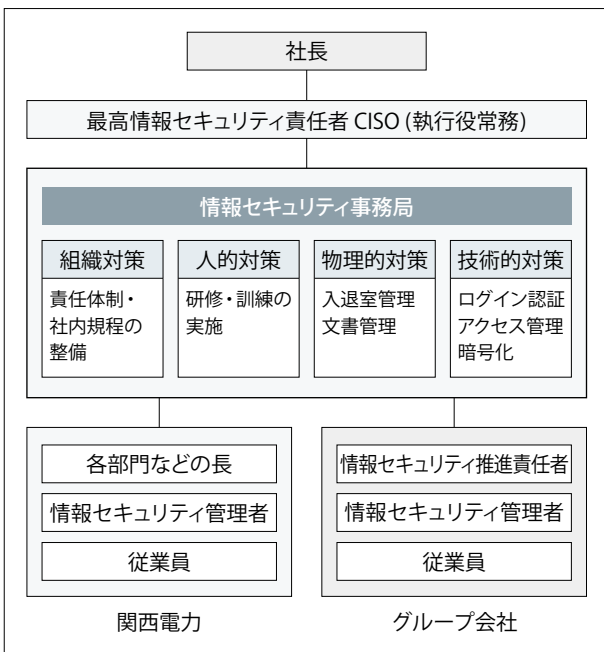 社長
最高情報セキュリティ責任者 CISO (執行役常務)
情報セキュリティ事務局
組織対策
責任体制・
社内規程の
整備
人的対策
研修・訓練の
実施
物理的対策
入退室管理
文書管理
技術的対策
ログイン認証
アクセス管理
暗号化
各部門などの長
情報セキュリティ管理者
従業員
関西電力
情報セキュリティ推進責任者
情報セキュリティ管理者
従業員
グループ会社